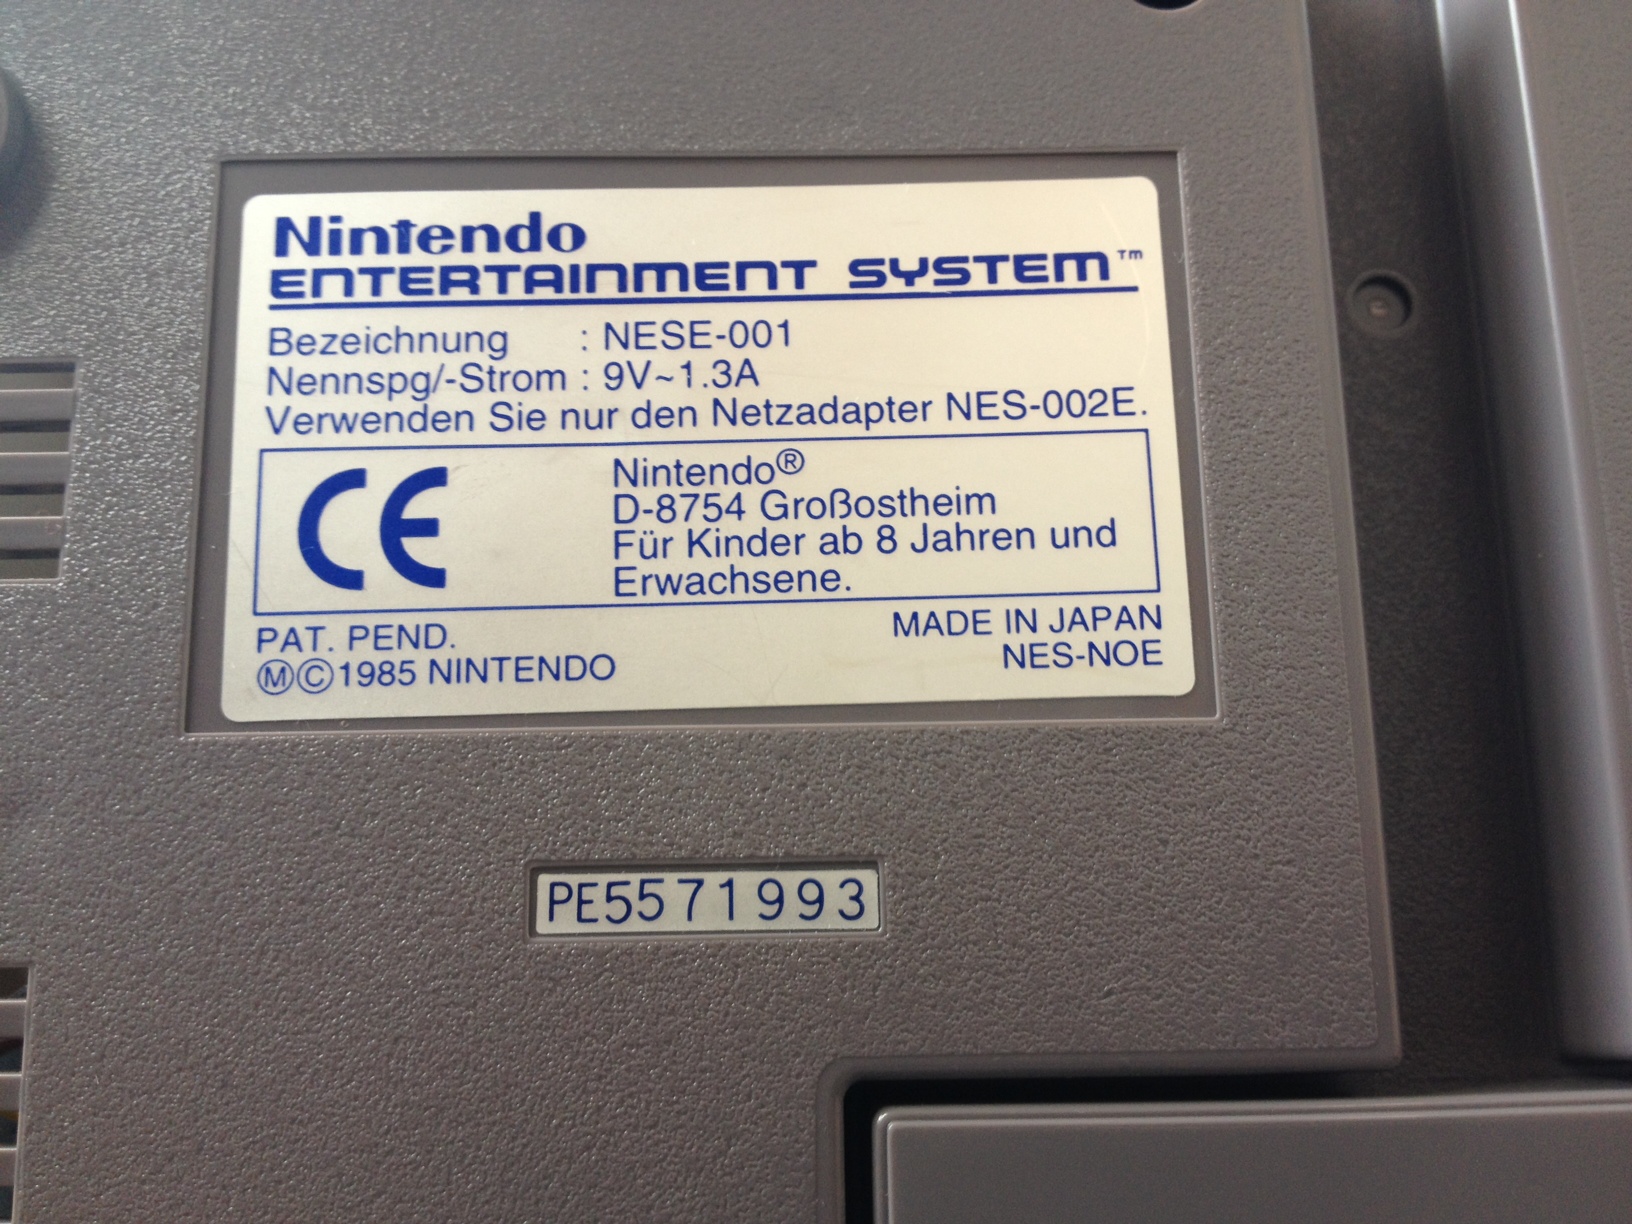 Nintendo
ENTERTAINMENT SYSTEM™
Bezeichnung : NESE-001
Nennspg/-Strom : 9V~1.3A
Verwenden Sie nur den Netzadapter NES-002E.
CE
Nintendo®
D-8754 Großostheim
Für Kinder ab 8 Jahren und
Erwachsene.
PAT. PEND.
ⓂⒸ1985 NINTENDO
MADE IN JAPAN
NES-NOE
PE5571993